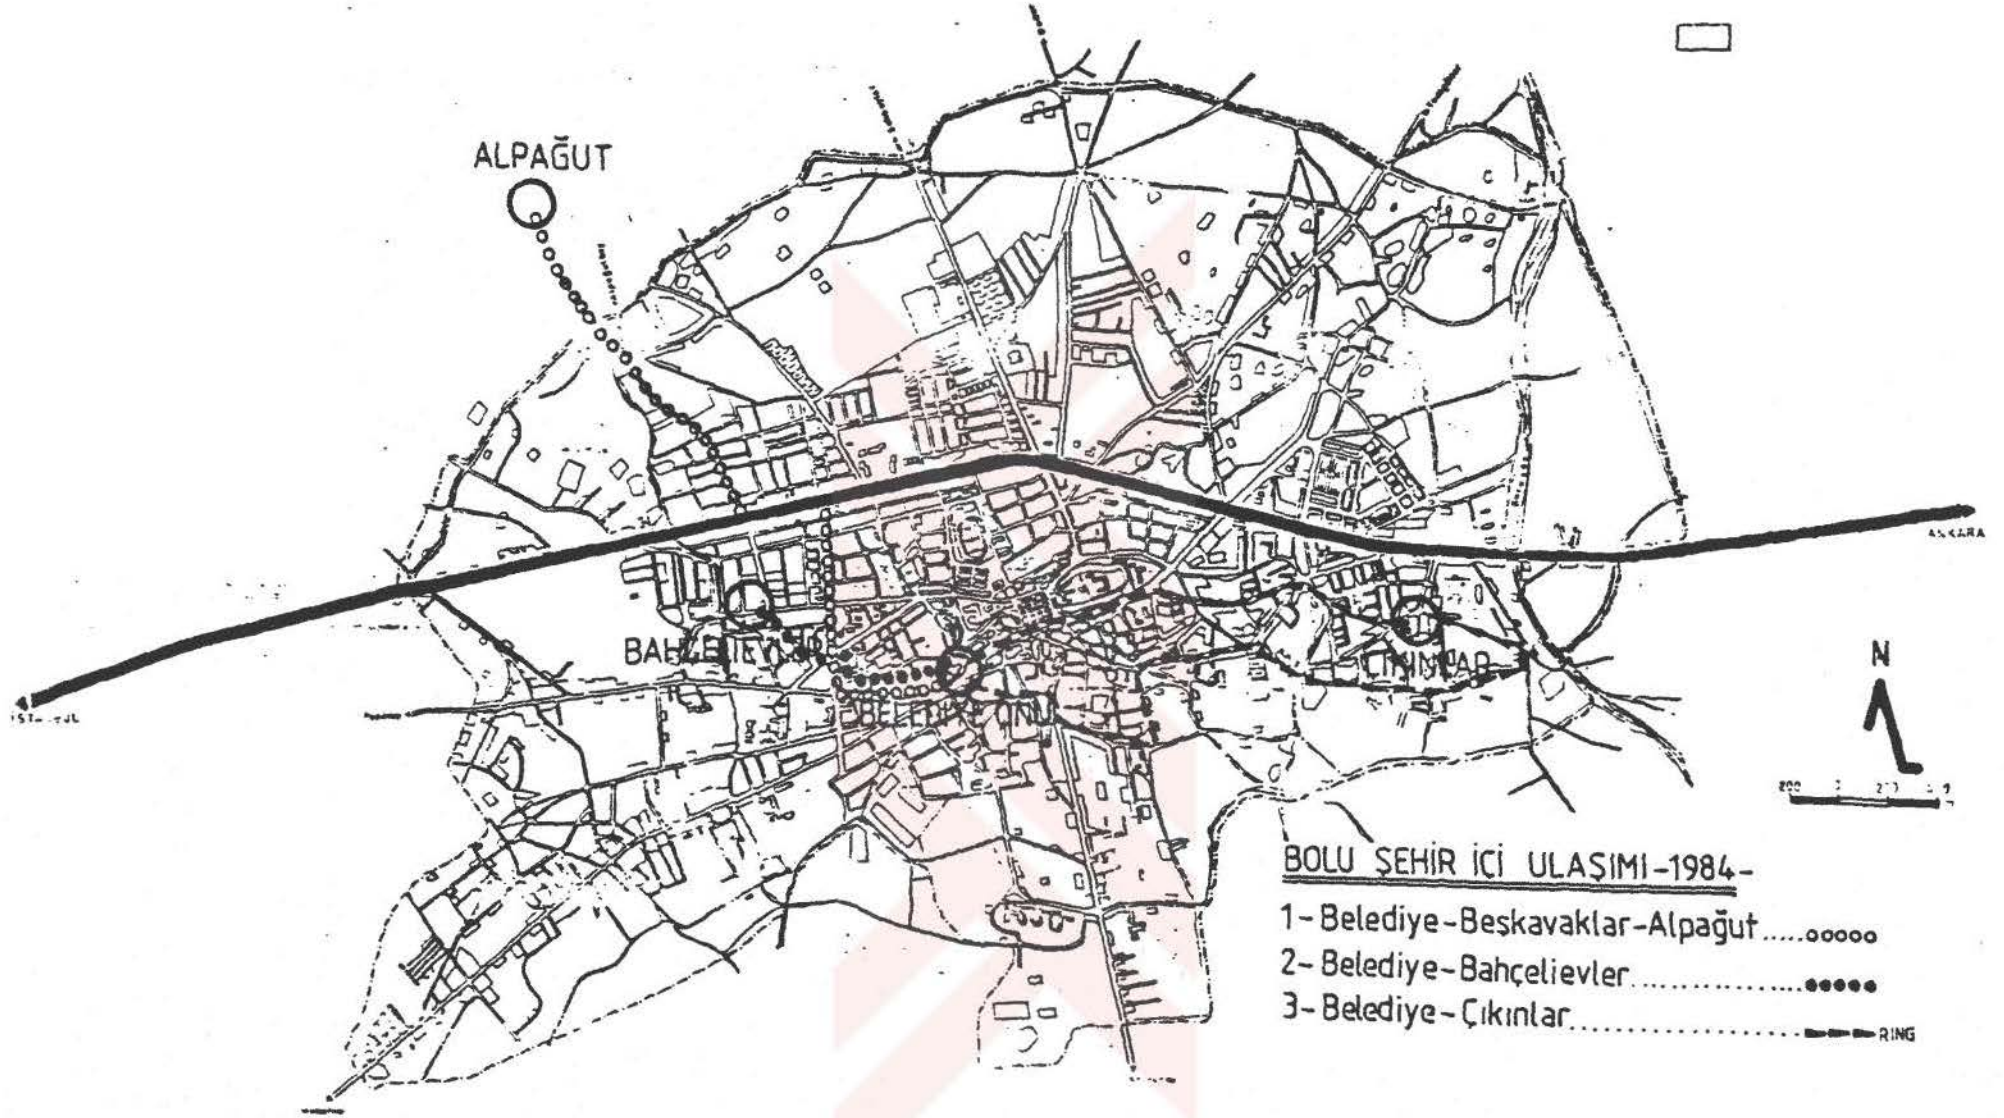 ALPAĞUT
ANKARA
BAHÇELİEVLER
ÇIKINLAR
BELEDİYE ÖNÜ
N
200
BOLU ŞEHİR İÇİ ULAŞIMI-1984-
1- Belediye-Beşkavaklar-Alpağut.....ooooo
2- Belediye-Bahçelievler
3- Belediye-Çıkınlar
RING